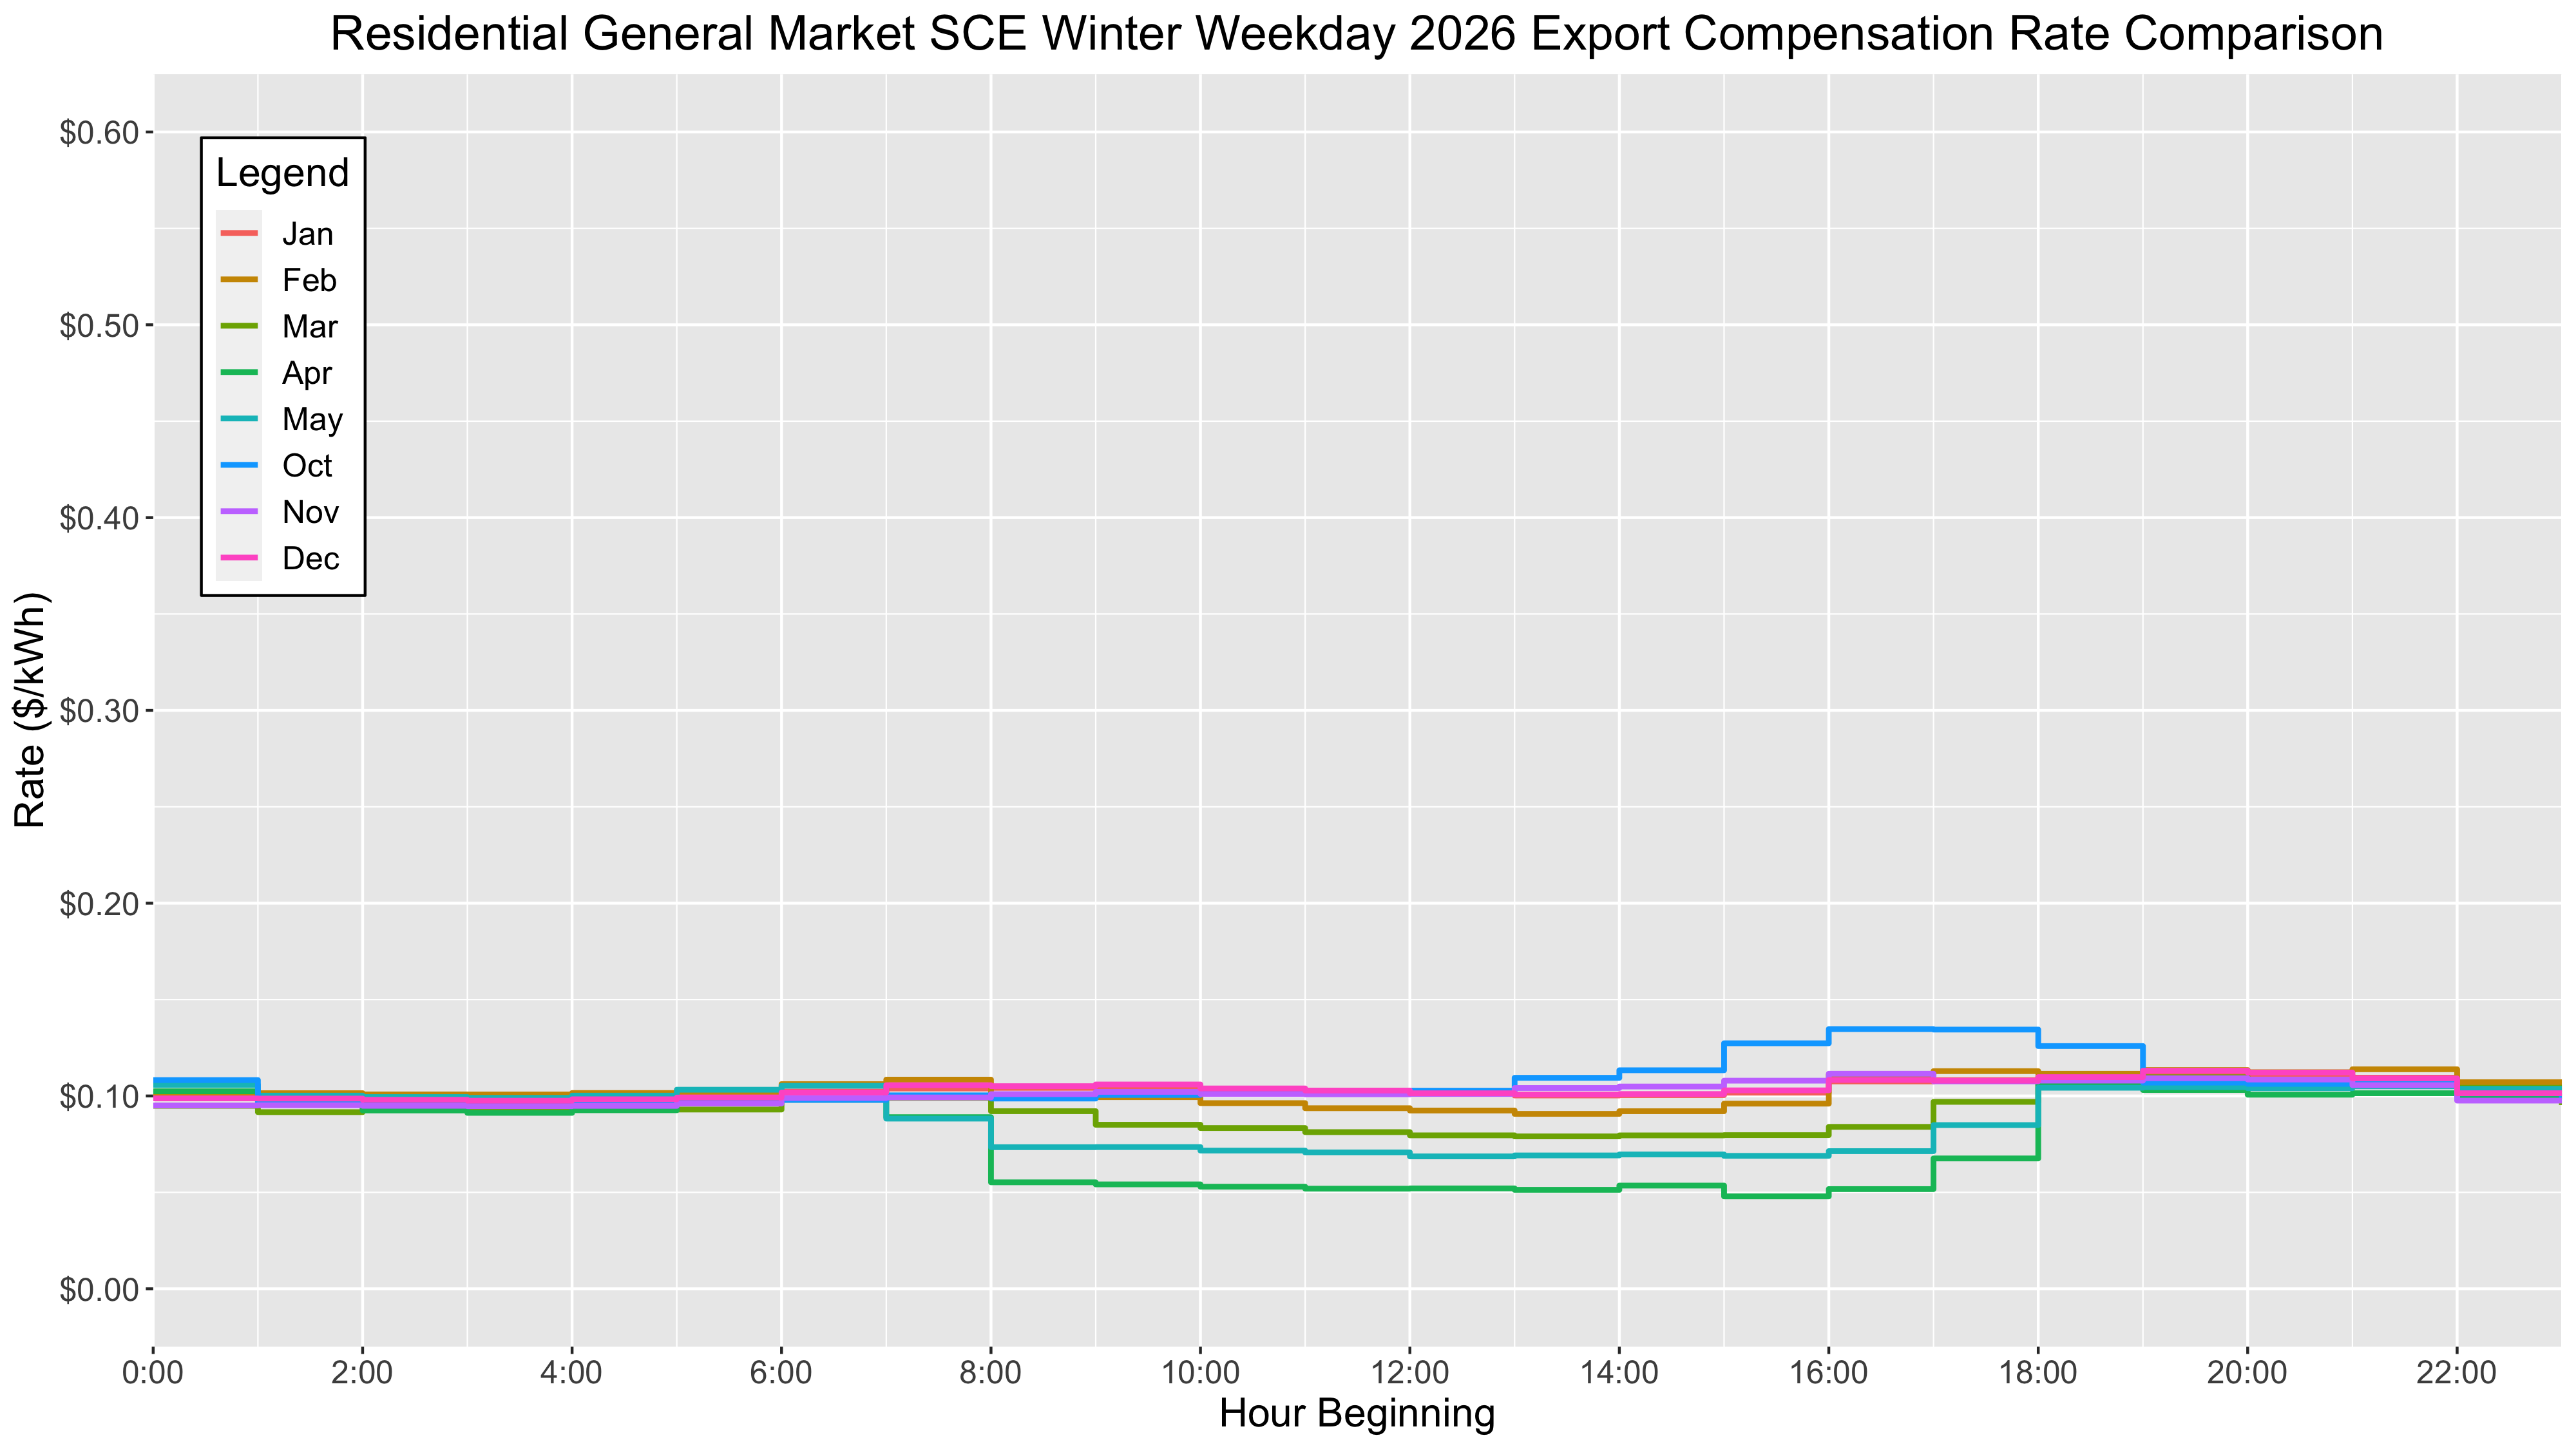 Residential General Market SCE Winter Weekday 2026 Export Compensation Rate Comparison
$0.60
$0.50
$0.40
$0.30
$0.20
$0.10
$0.00
Rate ($/kWh)
Legend
Jan
Feb
Mar
Apr
May
Oct
Nov
Dec
0:00 2:00 4:00 6:00 8:00 10:00 12:00 14:00 16:00 18:00 20:00 22:00
Hour Beginning